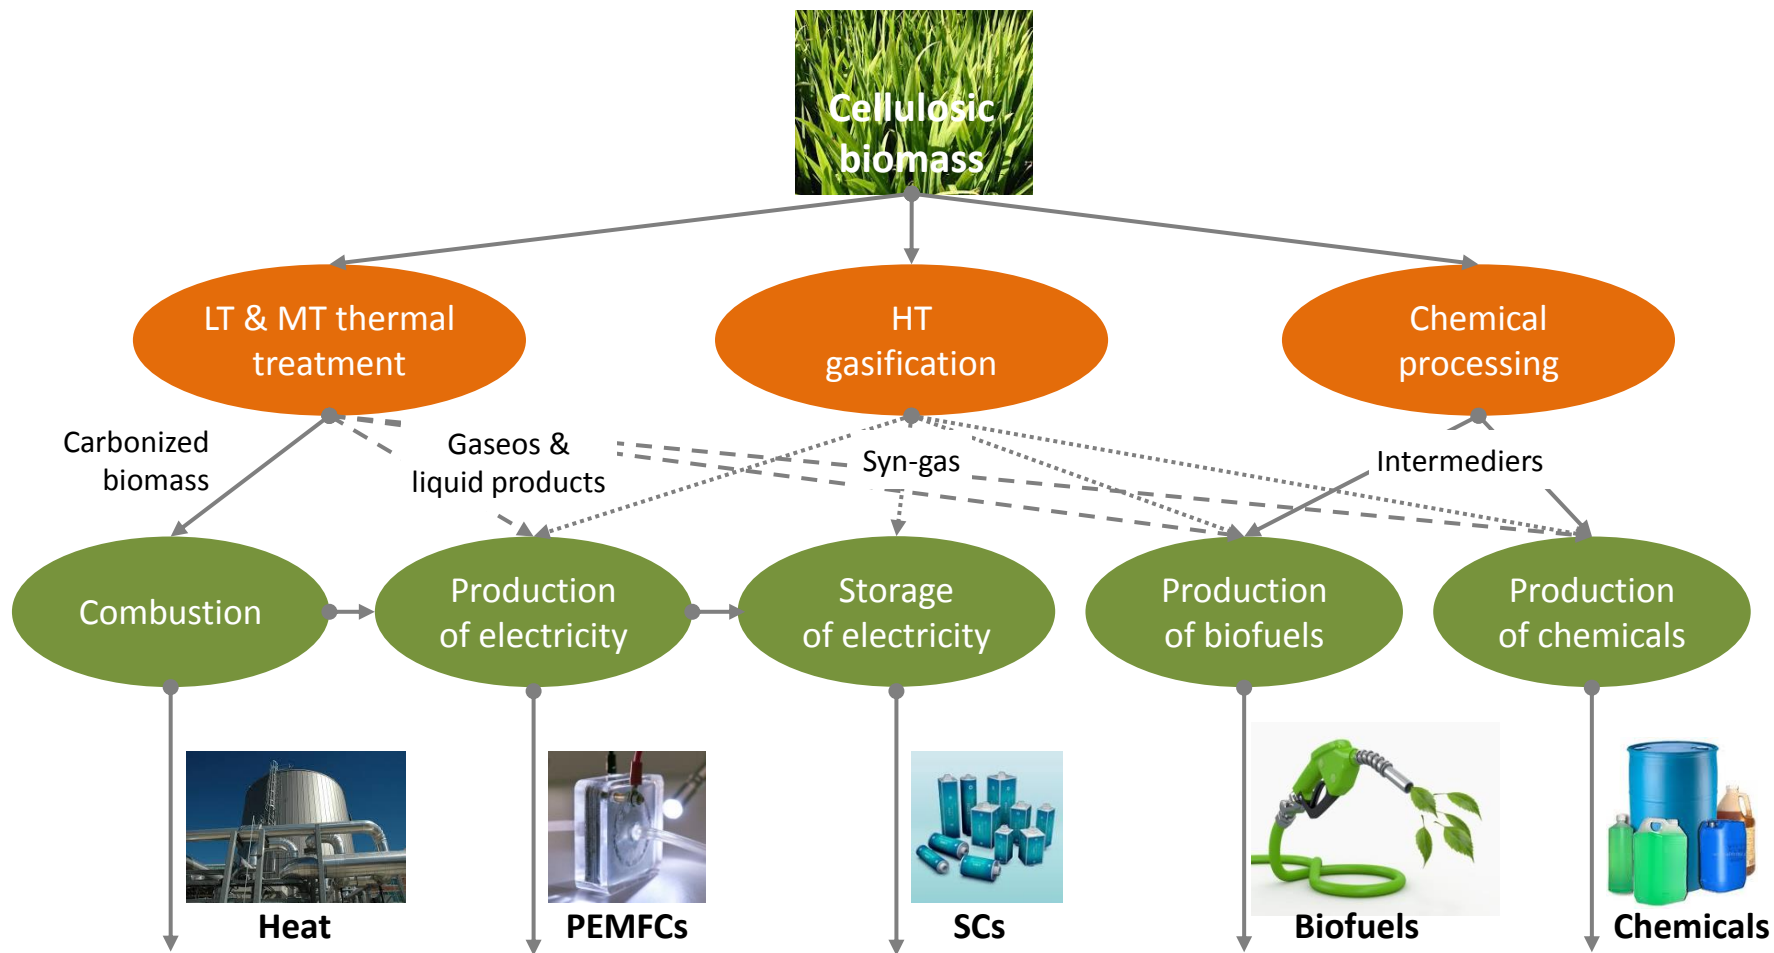 Cellulosic
biomass
LT & MT thermal
treatment
HT
gasification
Chemical
processing
Carbonized
biomass
Gaseos &
liquid products
Syn-gas
Intermediers
Combustion
Production
of electricity
Storage
of electricity
Production
of biofuels
Production
of chemicals
Heat
PEMFCs
SCs
Biofuels
Chemicals